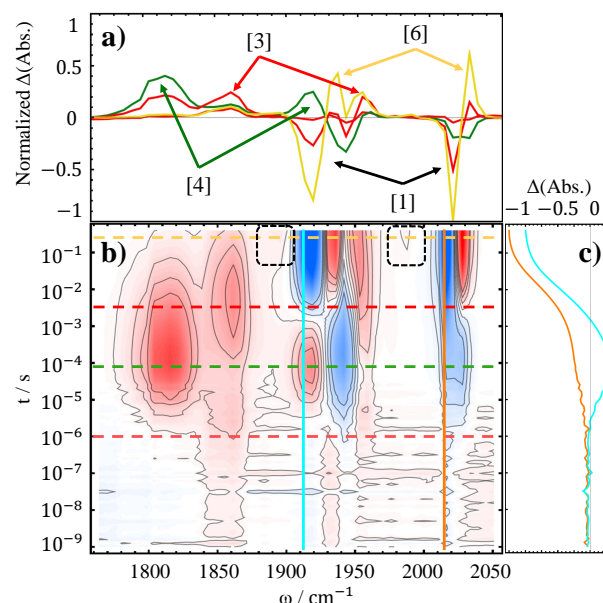 a)
[3]
[6]
[4]
[1]
Normalized Δ(Abs.)
1
0.5
0
−0.5
−1
Δ(Abs.)
−1 −0.5 0
b)
c)
t / s
10⁻¹
10⁻²
10⁻³
10⁻⁴
10⁻⁵
10⁻⁶
10⁻⁷
10⁻⁸
10⁻⁹
1800 1850 1900 1950 2000 2050
ω / cm⁻¹